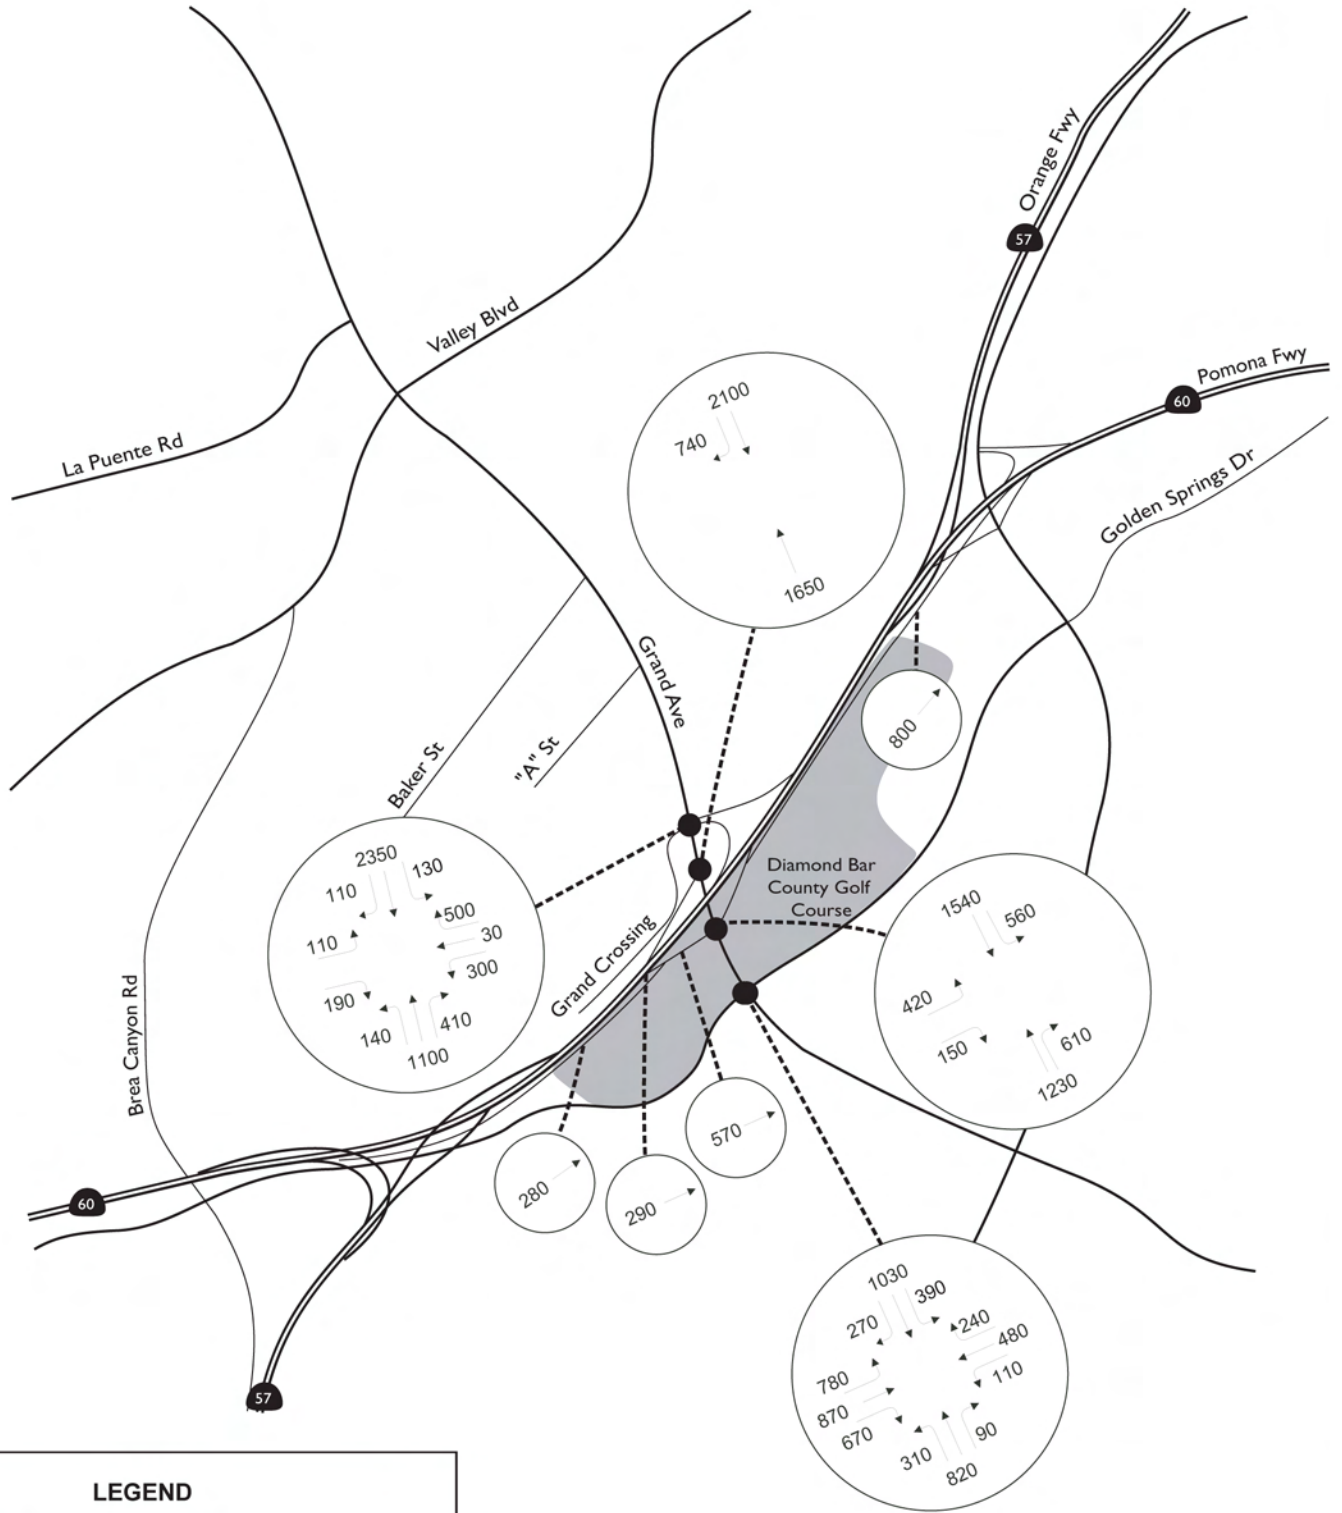 Orange Fwy
57
Valley Blvd
Pomona Fwy
60
2100
740
La Puente Rd
Golden Springs Dr
1650
Grand Ave
800
"A" St
Baker St
2350
130
110
500
110
30
300
190
410
140
1100
Diamond Bar
County Golf
Course
1540
560
420
610
150
1230
Grand Crossing
Brea Canyon Rd
570
280
290
60
1030
390
270
240
480
780
110
870
670
90
310
820
57
LEGEND